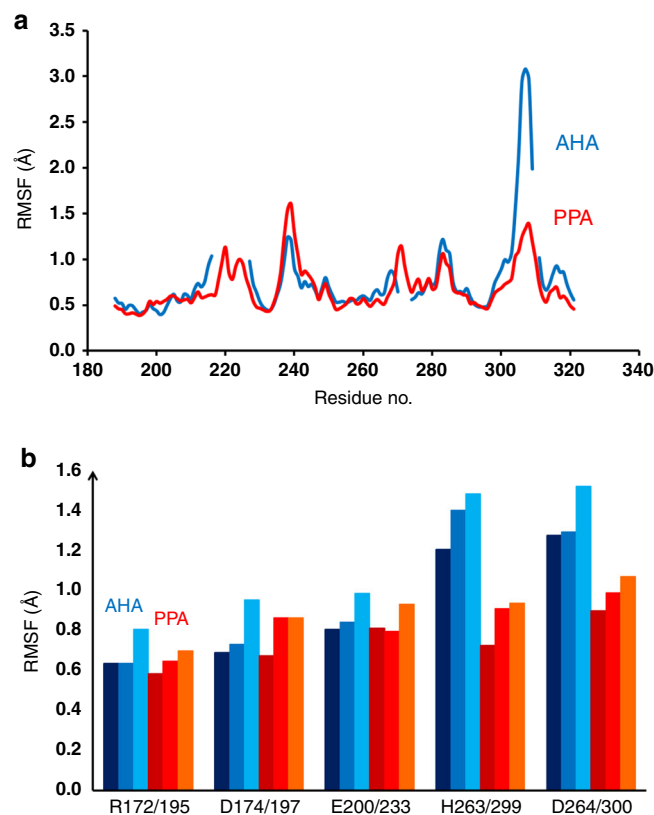 a
3.5
3.0
2.5
2.0
1.5
1.0
0.5
0.0
RMSF (Å)
AHA
PPA
180 200 220 240 260 280 300 320 340
Residue no.
b
1.6
1.4
1.2
1.0
0.8
0.6
0.4
0.2
0.0
RMSF (Å)
AHA
PPA
R172/195 D174/197 E200/233 H263/299 D264/300